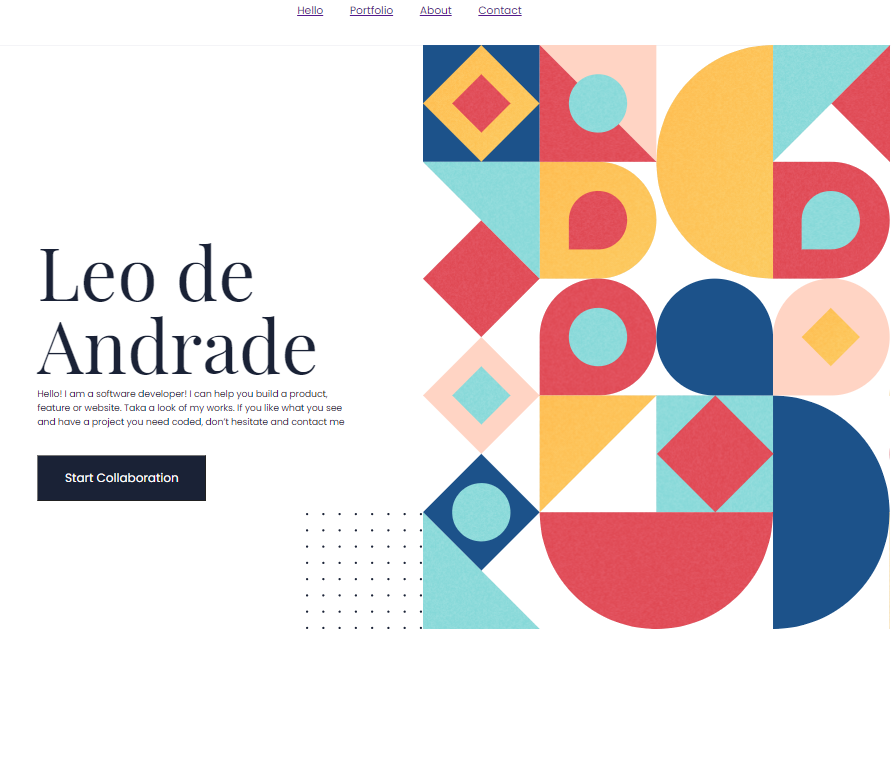 Hello Portfolio About Contact
Leo de
Andrade
Hello! I am a software developer! I can help you build a product,
feature or website. Taka a look of my works. If you like what you see
and have a project you need coded, don't hesitate and contact me
Start Collaboration